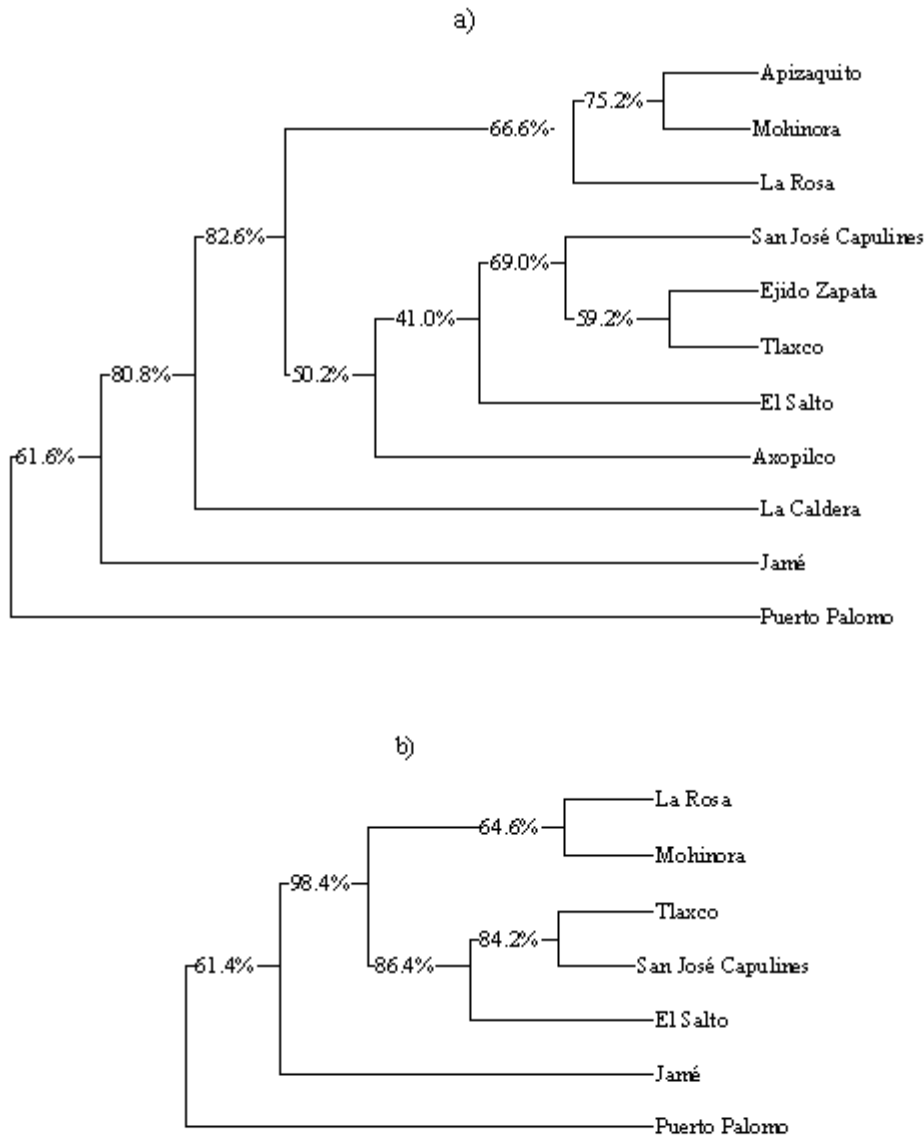 a)
Apizaquito
75.2%
66.6%
Mohinora
La Rosa
82.6%
San José Capulines
69.0%
Ejido Zapata
41.0%
59.2%
Tlaxco
80.8%
50.2%
El Salto
61.6%
Axopilco
La Caldera
Jamé
Puerto Palomo
b)
La Rosa
64.6%
Mohinora
98.4%
Tlaxco
84.2%
61.4%
86.4%
San José Capulines
El Salto
Jamé
Puerto Palomo